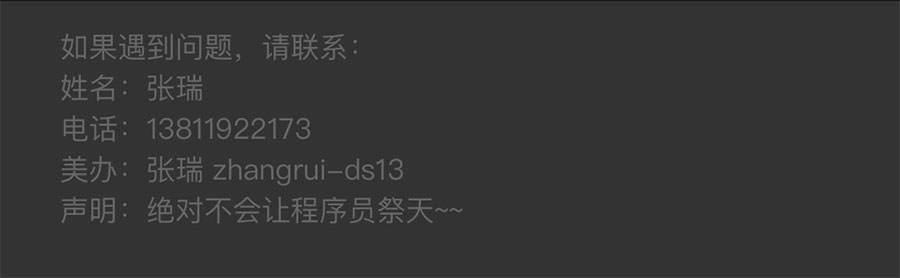 如果遇到问题，请联系：
姓名：张瑞
电话：13811922173
美办：张瑞 zhangrui-ds13
声明：绝对不会让程序员祭天~~